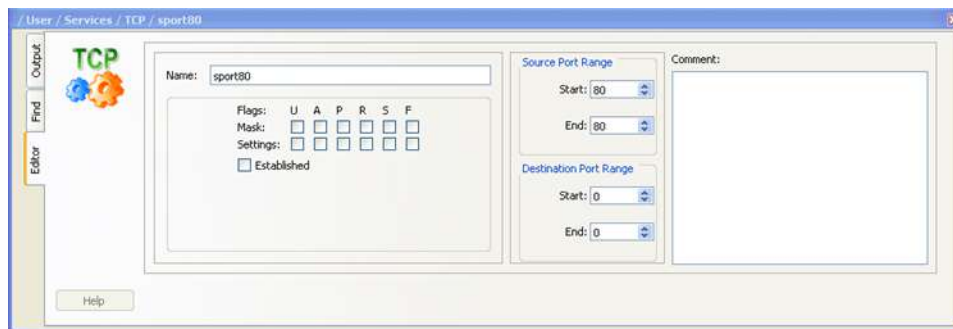 / User / Services / TCP / sport80
Output
Find
Editor
TCP
Name: sport80
Flags: U A P R S F
Mask:
Settings:
Established
Source Port Range
Start: 80
End: 80
Destination Port Range
Start: 0
End: 0
Comment:
Help